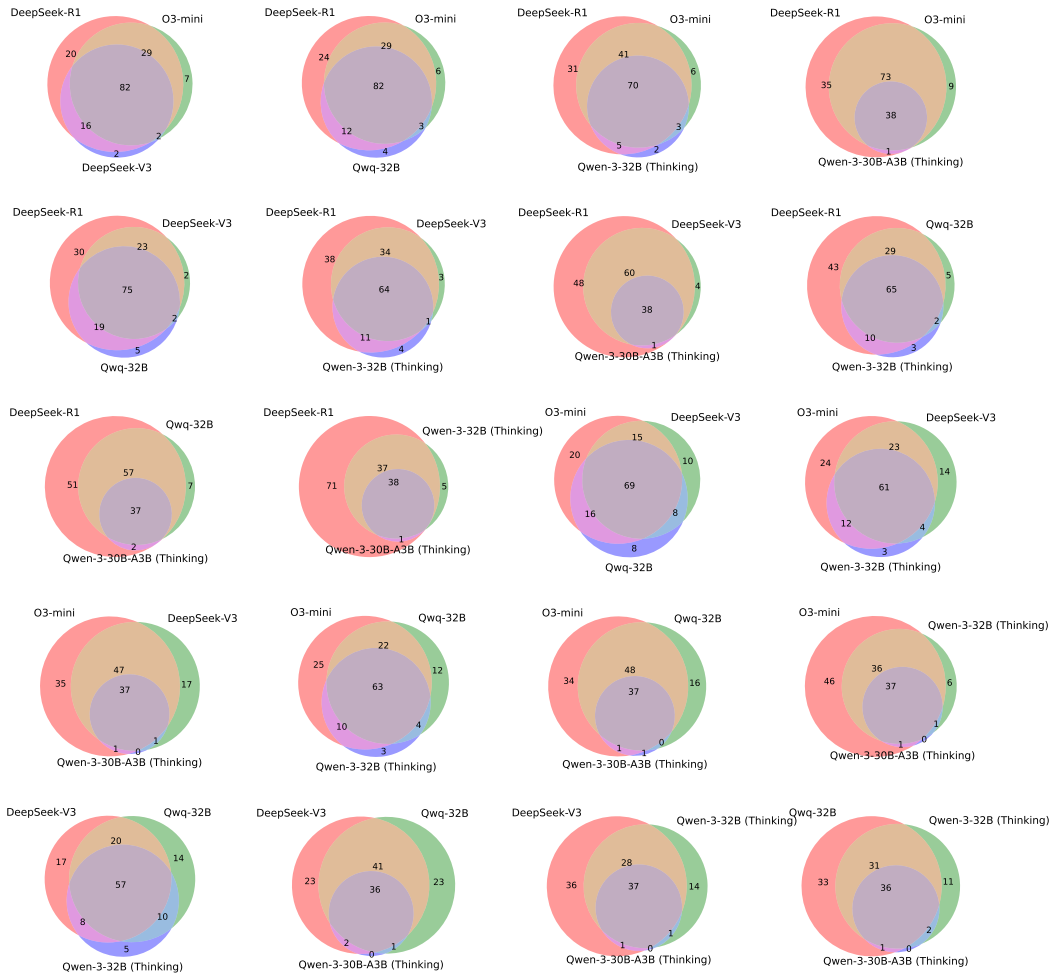 DeepSeek-R1
O3-mini
20
29
7
82
16
2
2
DeepSeek-V3
DeepSeek-R1
O3-mini
24
29
6
82
12
3
4
Qwq-32B
DeepSeek-R1
O3-mini
31
41
6
70
5
3
2
Qwen-3-32B (Thinking)
DeepSeek-R1
O3-mini
35
73
9
38
1
Qwen-3-30B-A3B (Thinking)
DeepSeek-R1
DeepSeek-V3
30
23
2
75
19
2
5
Qwq-32B
DeepSeek-R1
DeepSeek-V3
38
34
3
64
11
1
4
Qwen-3-32B (Thinking)
DeepSeek-R1
DeepSeek-V3
48
60
4
38
1
Qwen-3-30B-A3B (Thinking)
DeepSeek-R1
Qwq-32B
43
29
5
65
10
2
3
Qwen-3-32B (Thinking)
DeepSeek-R1
Qwq-32B
51
57
7
37
2
Qwen-3-30B-A3B (Thinking)
DeepSeek-R1
Qwen-3-32B (Thinking)
71
37
5
38
1
Qwen-3-30B-A3B (Thinking)
O3-mini
DeepSeek-V3
20
15
10
69
16
8
8
Qwq-32B
O3-mini
DeepSeek-V3
24
23
14
61
12
4
3
Qwen-3-32B (Thinking)
O3-mini
DeepSeek-V3
35
47
17
37
1
1
0
Qwen-3-30B-A3B (Thinking)
O3-mini
Qwq-32B
25
22
12
63
10
4
3
Qwen-3-32B (Thinking)
O3-mini
Qwq-32B
34
48
16
37
1
0
1
Qwen-3-30B-A3B (Thinking)
O3-mini
Qwen-3-32B (Thinking)
46
36
6
37
1
1
0
Qwen-3-30B-A3B (Thinking)
DeepSeek-V3
Qwq-32B
17
20
14
57
8
10
5
Qwen-3-32B (Thinking)
DeepSeek-V3
Qwq-32B
23
41
23
36
2
1
0
Qwen-3-30B-A3B (Thinking)
DeepSeek-V3
Qwen-3-32B (Thinking)
36
28
14
37
1
1
0
Qwen-3-30B-A3B (Thinking)
Qwq-32B
Qwen-3-32B (Thinking)
33
31
11
36
1
2
0
Qwen-3-30B-A3B (Thinking)